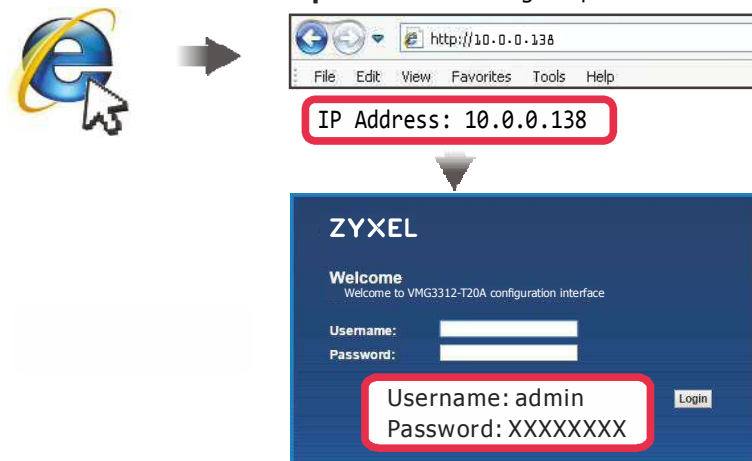 http://10.0.0.138
File Edit View Favorites Tools Help
IP Address: 10.0.0.138
ZYXEL
Welcome
Welcome to VMG3312-T20A configuration interface
Username:
Password:
Username: admin
Login
Password: XXXXXXXX